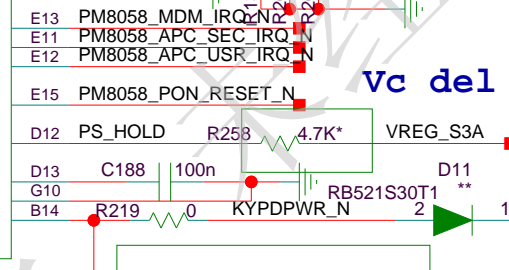 E13 PM8058_MDM_IRQ_N
E11 PM8058_APC_SEC_IRQ_N
E12 PM8058_APC_USR_IRQ_N
Vc del
E15 PM8058_PON_RESET_N
D12 PS_HOLD R258 4.7K* VREG_S3A
D13 C188 100n D11
G10 RB521S30T1 **
B14 R219 0 KYPDPWR_N 2 1